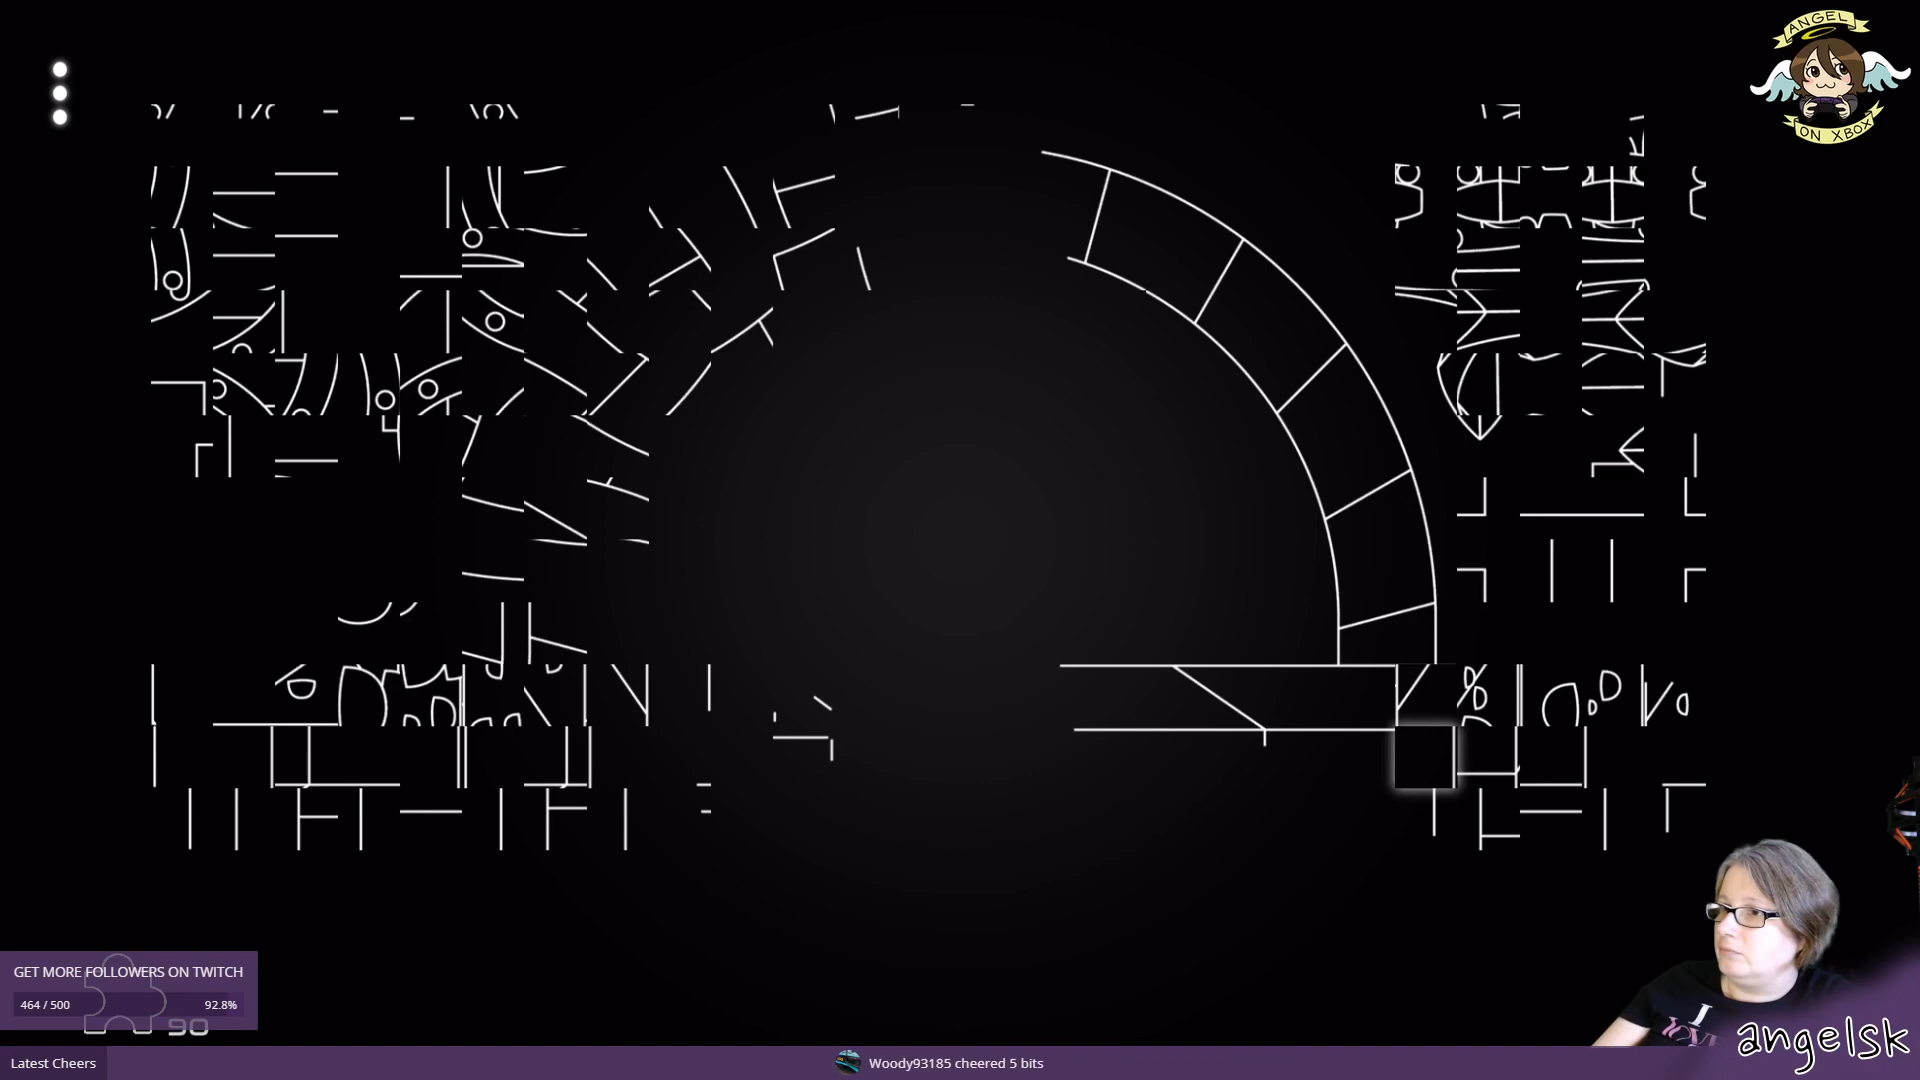 ANGEL
ON XBOX
GET MORE FOLLOWERS ON TWITCH
464 / 500
92.8%
90
I
angelsk
Latest Cheers
Woody93185 cheered 5 bits